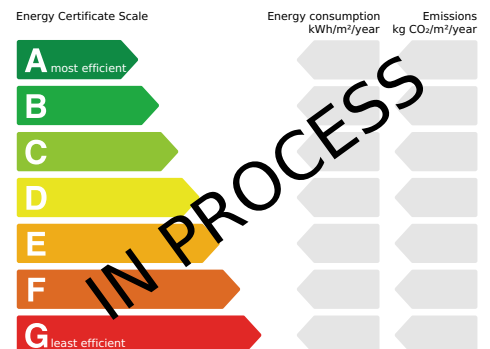 Energy Certificate Scale
Energy consumption
kWh/m²/year
Emissions
kg CO₂/m²/year
A most efficient
B
C
D
E
F
G least efficient
IN PROCESS